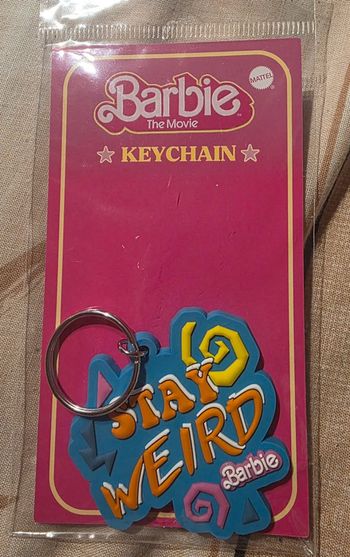 Barbie
The Movie
MATTEL
KEYCHAIN
STAY
WEIRD
Barbie